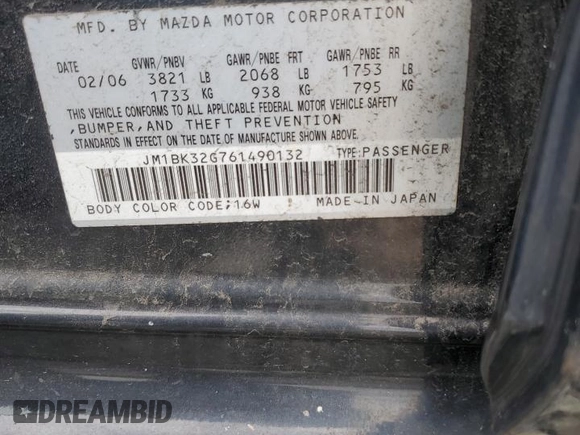 MFD. BY MAZDA MOTOR CORPORATION
DATE GVWR/PNBV GAWR/PNBE FRT GAWR/PNBE RR
02/06 3821 LB 2068 LB 1753 LB
1733 KG 938 KG 795 KG
THIS VEHICLE CONFORMS TO ALL APPLICABLE FEDERAL MOTOR VEHICLE SAFETY
,BUMPER,AND THEFT PREVENTION
STANDARDS IN EFFECT ON THE DATE OF MANUFACTURE SHOWN ABOVE.
JM1BK32G761490132 TYPE:PASSENGER
BODY COLOR CODE:16W MADE IN JAPAN
DREAMBID